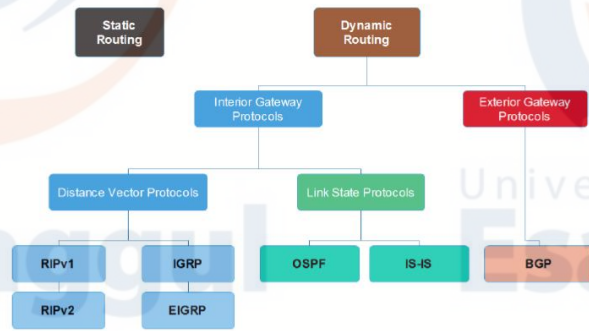 Static
Routing
Dynamic
Routing
Interior Gateway
Protocols
Exterior Gateway
Protocols
Distance Vector Protocols
Link State Protocols
RIPv1
IGRP
OSPF
IS-IS
BGP
RIPv2
EIGRP